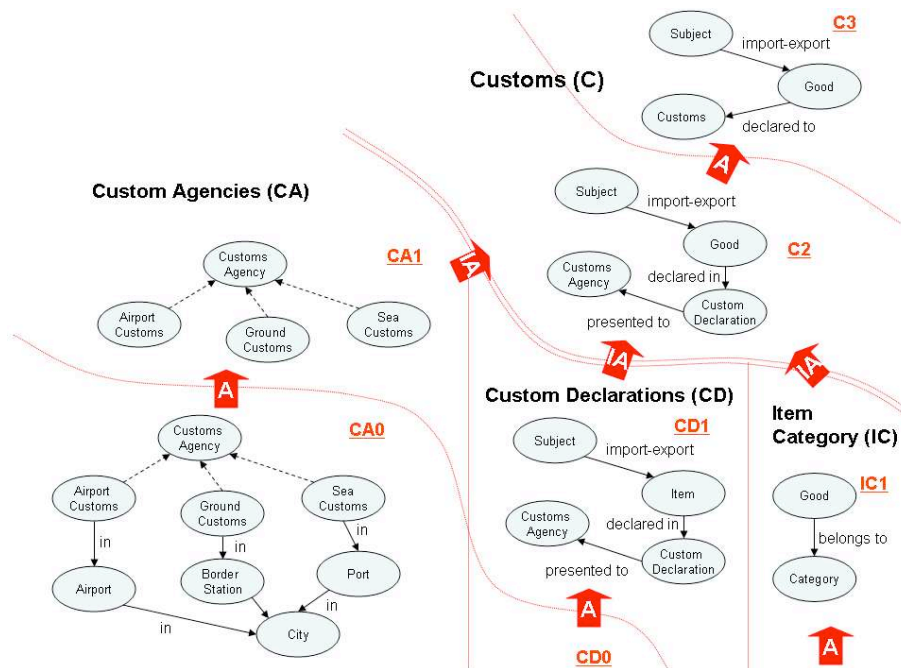 C3
Subject
import-export
Customs (C)
Good
Customs
declared to
A
Custom Agencies (CA)
Subject
import-export
Customs
Agency
CA1
IA
Good
C2
Customs
Agency
declared in
Airport
Customs
Ground
Customs
Sea
Customs
presented to
Custom
Declaration
IA
IA
A
Custom Declarations (CD)
Item
Category (IC)
CA0
CD1
Customs
Agency
Subject
import-export
IC1
Airport
Customs
Ground
Customs
Sea
Customs
Item
Good
in
in
in
Customs
Agency
declared in
belongs to
Airport
Border
Station
Port
presented to
Custom
Declaration
Category
in
in
City
A
A
CD0